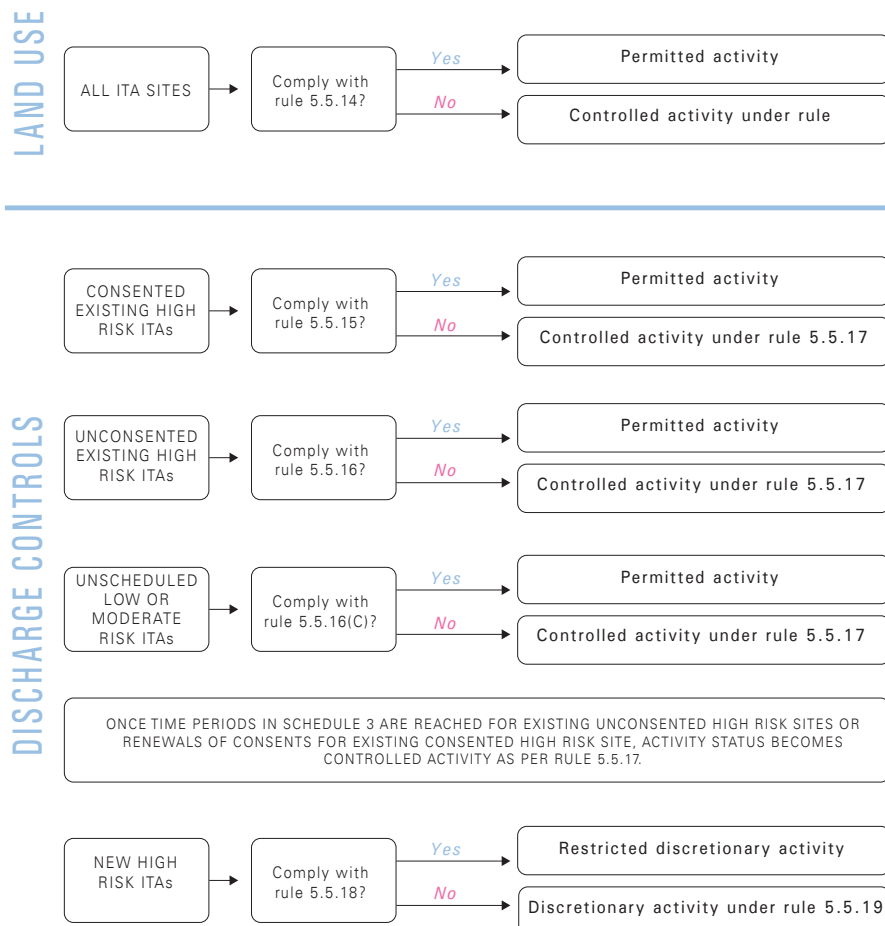 LAND USE
ALL ITA SITES
Comply with
rule 5.5.14?
Yes
No
Permitted activity
Controlled activity under rule
DISCHARGE CONTROLS
CONSENTED
EXISTING HIGH
RISK ITAs
Comply with
rule 5.5.15?
Yes
No
Permitted activity
Controlled activity under rule 5.5.17
UNCONSENTED
EXISTING HIGH
RISK ITAs
Comply with
rule 5.5.16?
Yes
No
Permitted activity
Controlled activity under rule 5.5.17
UNSCHEDULED
LOW OR
MODERATE
RISK ITAs
Comply with
rule 5.5.16(C)?
Yes
No
Permitted activity
Controlled activity under rule 5.5.17
ONCE TIME PERIODS IN SCHEDULE 3 ARE REACHED FOR EXISTING UNCONSENTED HIGH RISK SITES OR
RENEWALS OF CONSENTS FOR EXISTING CONSENTED HIGH RISK SITE, ACTIVITY STATUS BECOMES
CONTROLLED ACTIVITY AS PER RULE 5.5.17.
NEW HIGH
RISK ITAs
Comply with
rule 5.5.18?
Yes
No
Restricted discretionary activity
Discretionary activity under rule 5.5.19